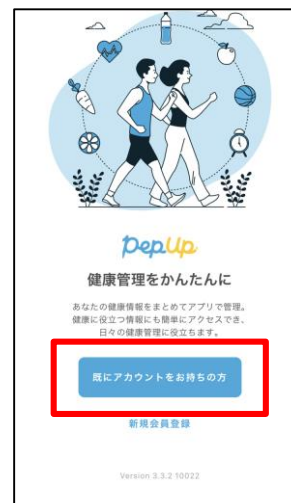 PepUp
健康管理をかんたんに
あなたの健康情報をまとめてアプリで管理。
健康に役立つ情報にも簡単にアクセスでき、
日々の健康管理に役立ちます。
既にアカウントをお持ちの方
新規会員登録
Version 3.3.2 10022